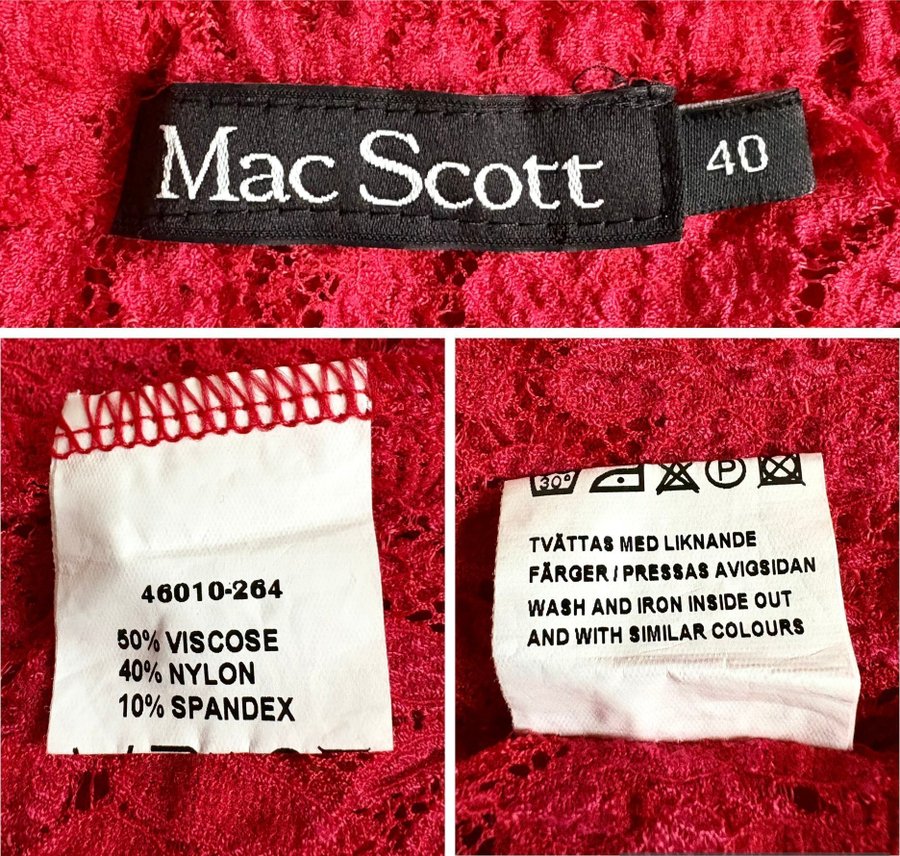 Mac Scott
40
46010-264
50% VISCOSE
40% NYLON
10% SPANDEX
30°
P
TVÄTTAS MED LIKNANDE
FÄRGER / PRESSAS AVIGSIDAN
WASH AND IRON INSIDE OUT
AND WITH SIMILAR COLOURS